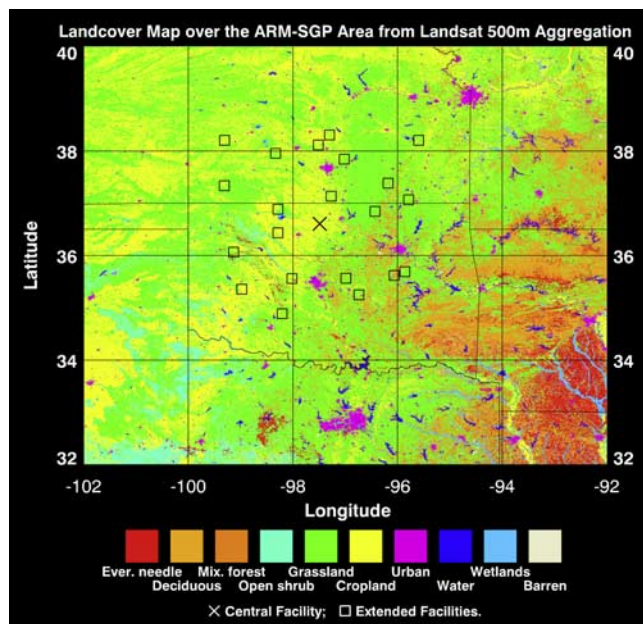 Landcover Map over the ARM-SGP Area from Landsat 500m Aggregation
40 40
38 38
36 36
34 34
32 32
Latitude
Latitude
-102 -100 -98 -96 -94 -92
Longitude
Ever. needle Mix. forest Grassland Urban Wetlands
Deciduous Open shrub Cropland Water Barren
Central Facility; Extended Facilities.